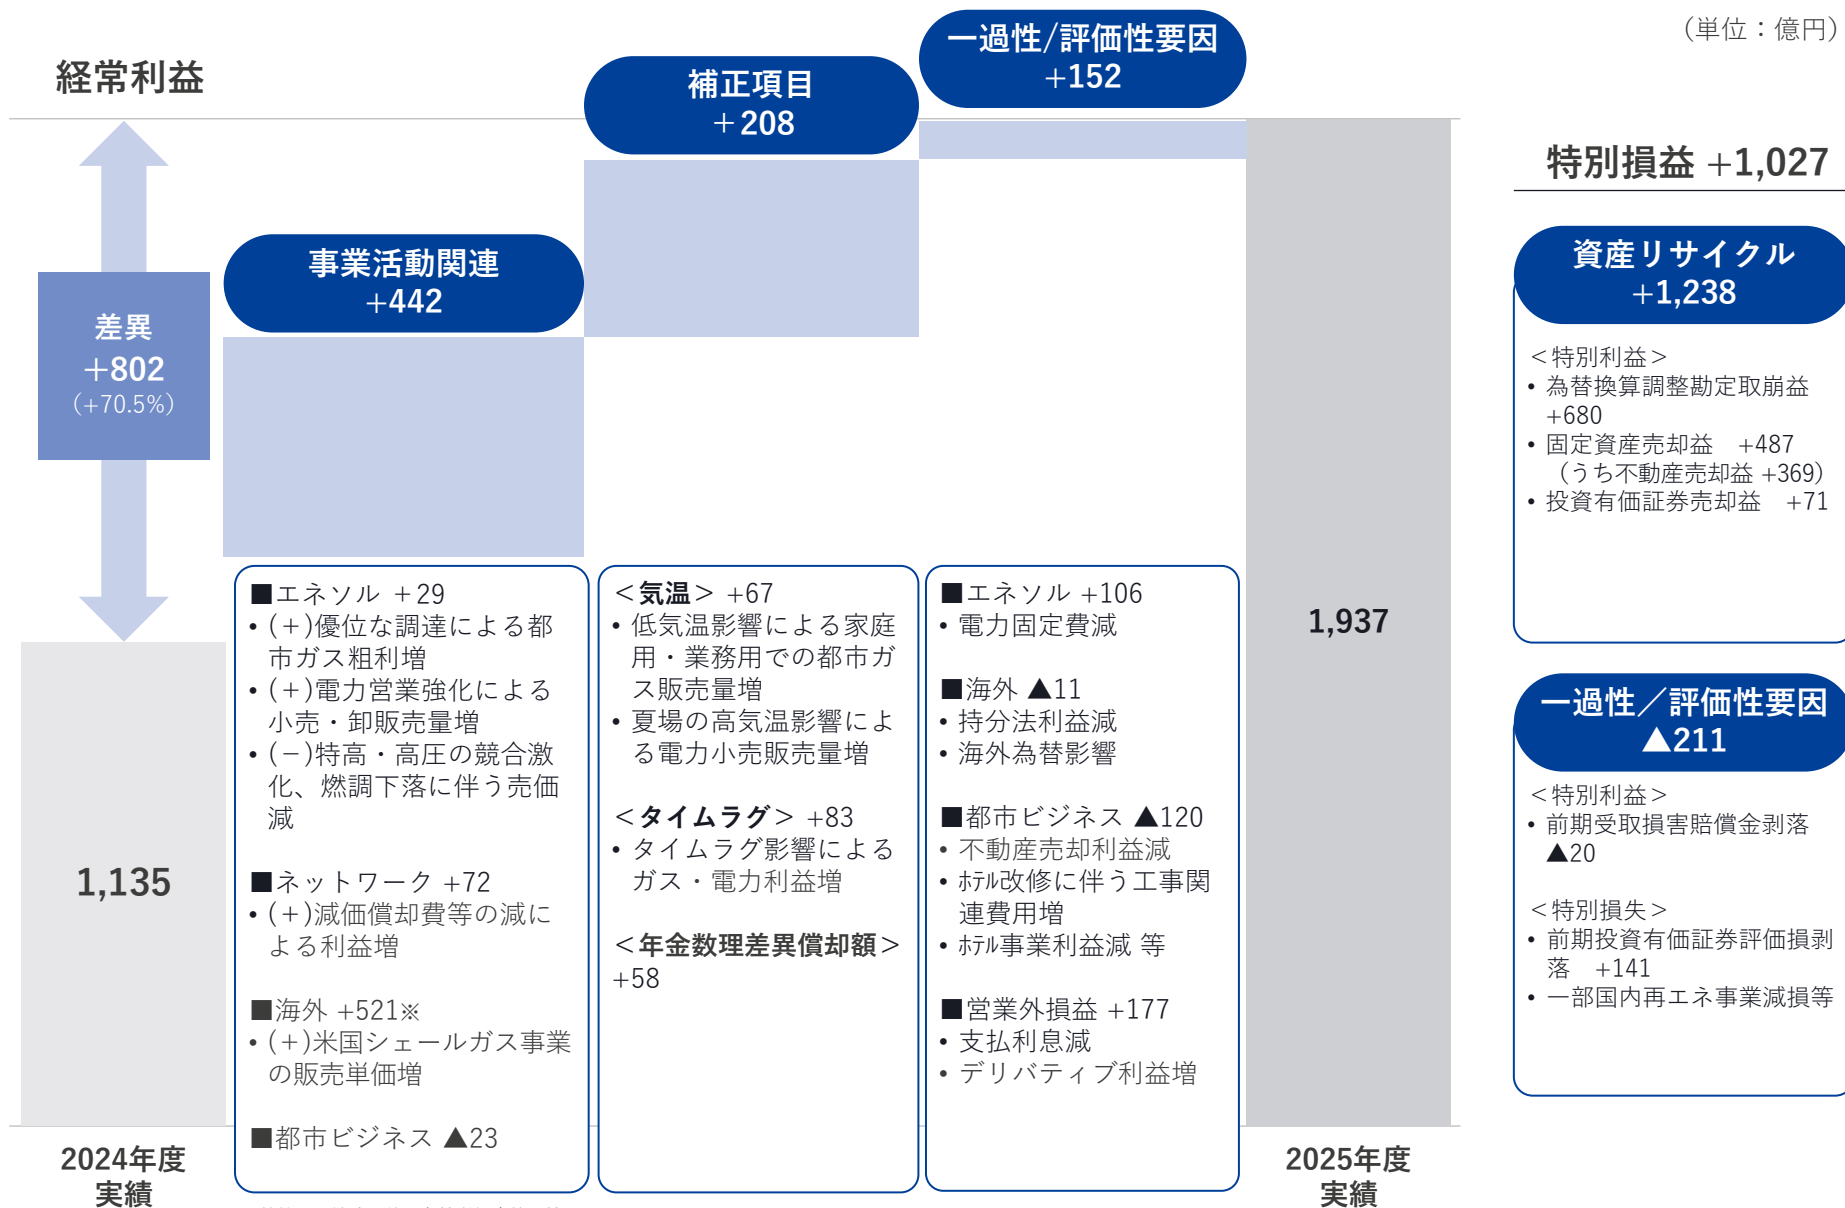 (単位：億円)
経常利益
一過性/評価性要因
+152
補正項目
+208
事業活動関連
+442
差異
+802
(+70.5%)
1,135
1,937
■エネソル +29
• (+)優位な調達による都
市ガス粗利増
• (+)電力営業強化による
小売・卸販売量増
• (−)特高・高圧の競合激
化、燃調下落に伴う売価
減
■ネットワーク +72
• (+)減価償却費等の減に
よる利益増
■海外 +521※
• (+)米国シェールガス事業
の販売単価増
■都市ビジネス ▲23
＜気温＞ +67
• 低気温影響による家庭
用・業務用での都市ガ
ス販売量増
• 夏場の高気温影響によ
る電力小売販売量増
＜タイムラグ＞ +83
• タイムラグ影響による
ガス・電力利益増
＜年金数理差異償却額＞
+58
■エネソル +106
• 電力固定費減
■海外 ▲11
• 持分法利益減
• 海外為替影響
■都市ビジネス ▲120
• 不動産売却利益減
• ﾎﾃﾙ改修に伴う工事関
連費用増
• ﾎﾃﾙ事業利益減 等
■営業外損益 +177
• 支払利息減
• デリバティブ利益増
2024年度
実績
2025年度
実績
特別損益 +1,027
資産リサイクル
+1,238
＜特別利益＞
• 為替換算調整勘定取崩益
+680
• 固定資産売却益　+487
（うち不動産売却益 +369）
• 投資有価証券売却益　+71
一過性／評価性要因
▲211
＜特別利益＞
• 前期受取損害賠償金剥落
▲20
＜特別損失＞
• 前期投資有価証券評価損剥
落　+141
• 一部国内再エネ事業減損等